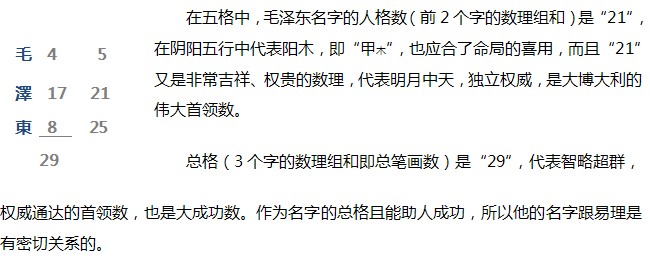 毛 4 5
澤 17 21
東 8 25
29
在五格中，毛泽东名字的人格数（前2个字的数理组和）是“21”，
在阴阳五行中代表阳木，即“甲木”，也应合了命局的喜用，而且“21”
又是非常吉祥、权贵的数理，代表明月中天，独立权威，是大博大利的
伟大首领数。
总格（3个字的数理组和即总笔画数）是“29”，代表智略超群，
权威通达的首领数，也是大成功数。作为名字的总格且能助人成功，所以他的名字跟易理是
有密切关系的。